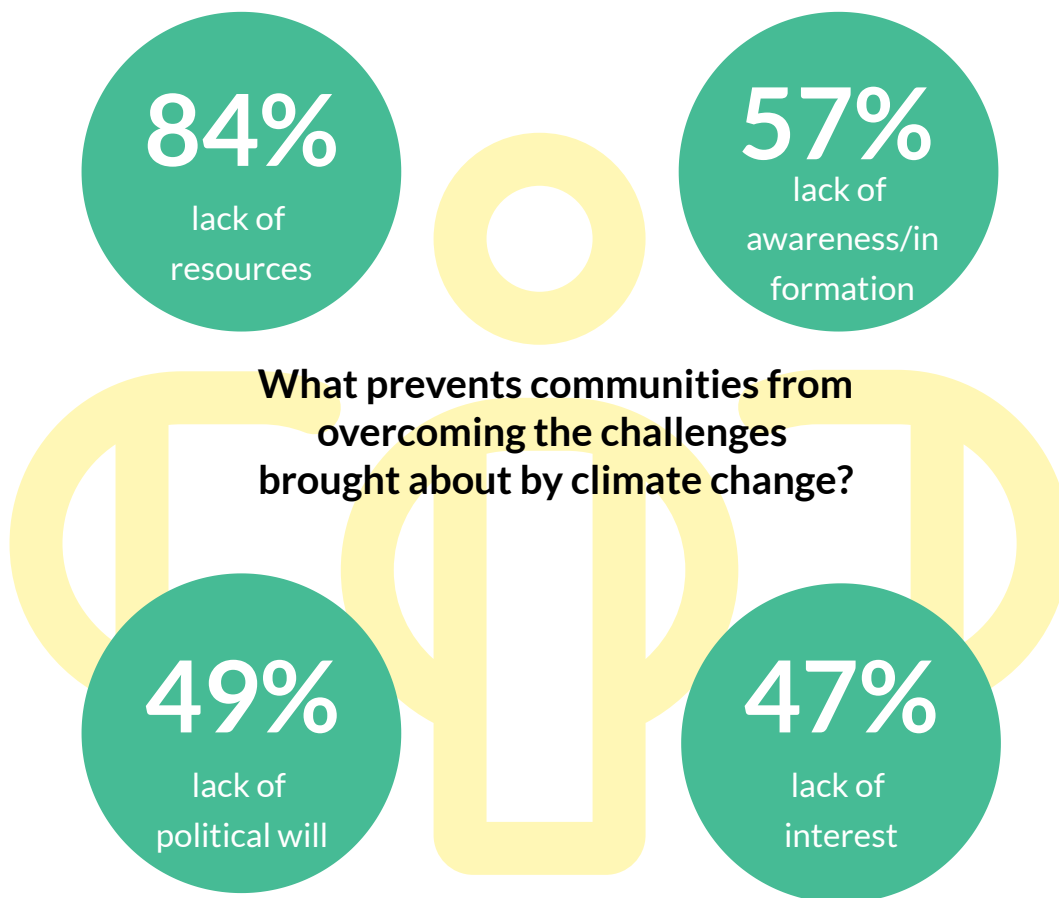 84%
lack of
resources
57%
lack of
awareness/in
formation
What prevents communities from
overcoming the challenges
brought about by climate change?
49%
lack of
political will
47%
lack of
interest